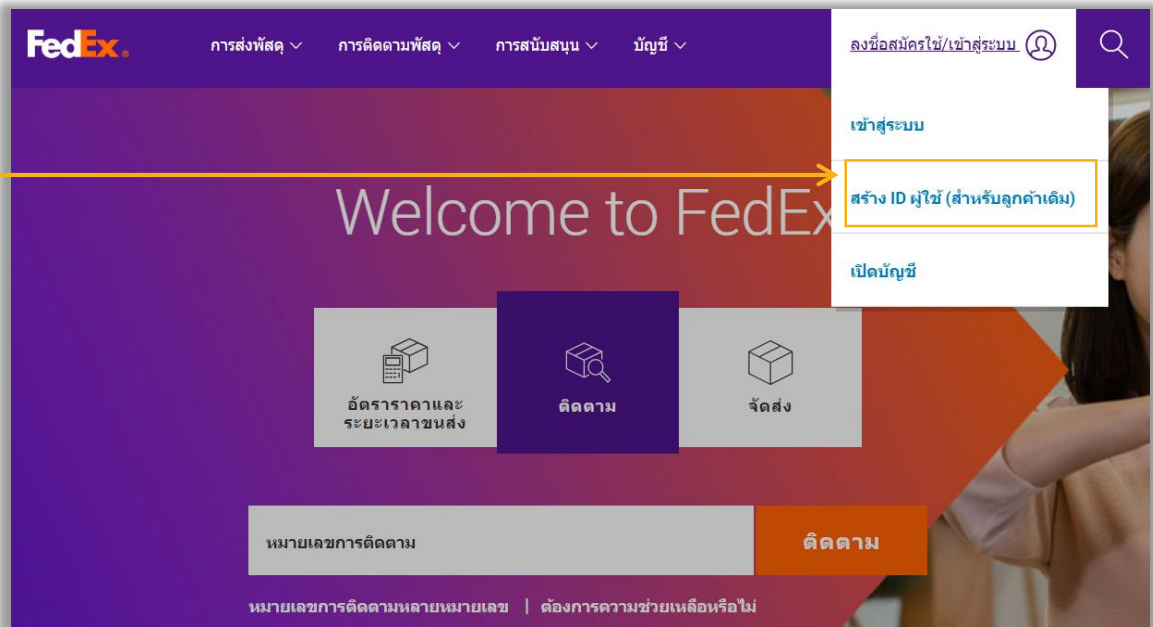 FedEx.
การส่งพัสดุ
การติดตามพัสดุ
การสนับสนุน
บัญชี
ลงชื่อสมัครใช้/เข้าสู่ระบบ
เข้าสู่ระบบ
สร้าง ID ผู้ใช้ (สำหรับลูกค้าเดิม)
เปิดบัญชี
Welcome to FedEx
อัตราราคาและ
ระยะเวลาขนส่ง
ติดตาม
จัดส่ง
หมายเลขการติดตาม
ติดตาม
หมายเลขการติดตามหลายหมายเลข | ต้องการความช่วยเหลือหรือไม่